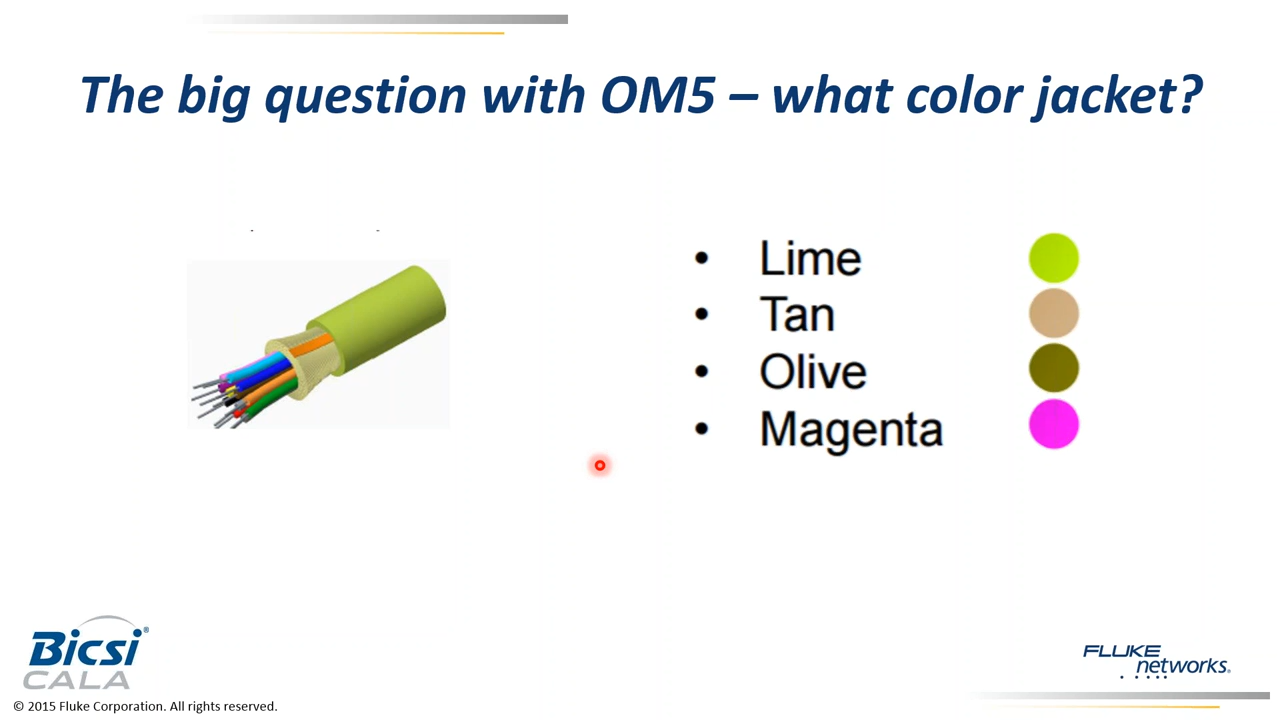 The big question with OM5 – what color jacket?
• Lime
• Tan
• Olive
• Magenta
Bicsi®
CALA
FLUKE
networks®
© 2015 Fluke Corporation. All rights reserved.